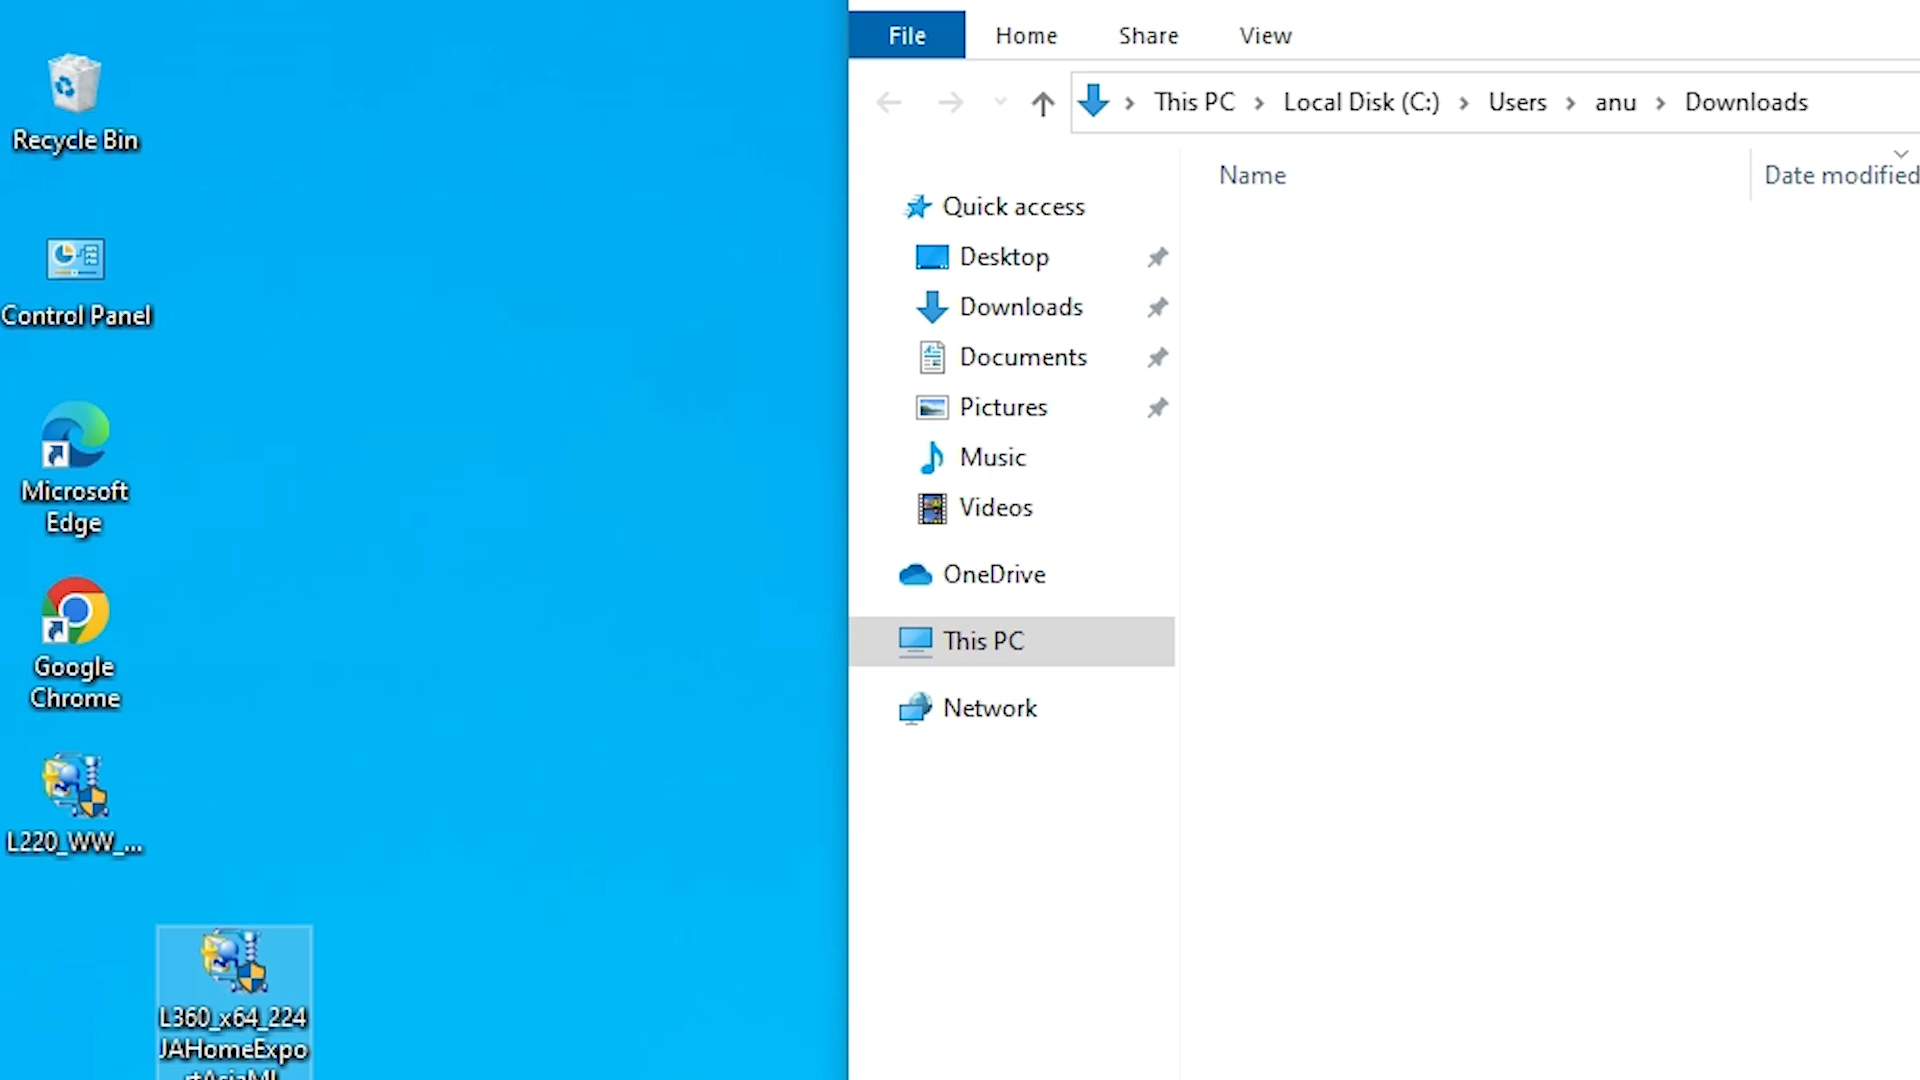 Recycle Bin
Control Panel
Microsoft
Edge
Google
Chrome
L220_WW_...
L360_x64_224
JAHomeExpo
rtAsiaML
File
Home
Share
View
This PC > Local Disk (C:) > Users > anu > Downloads
Name
Date modified
Quick access
Desktop
Downloads
Documents
Pictures
Music
Videos
OneDrive
This PC
Network